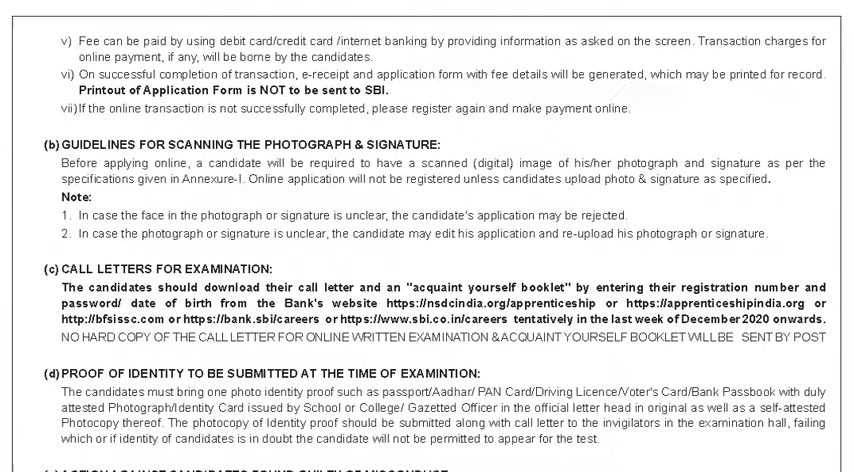 v) Fee can be paid by using debit card/credit card /internet banking by providing information as asked on the screen. Transaction charges for
online payment, if any, will be borne by the candidates.
vi) On successful completion of transaction, e-receipt and application form with fee details will be generated, which may be printed for record.
Printout of Application Form is NOT to be sent to SBI.
vii) If the online transaction is not successfully completed, please register again and make payment online.
(b) GUIDELINES FOR SCANNING THE PHOTOGRAPH & SIGNATURE:
Before applying online, a candidate will be required to have a scanned (digital) image of his/her photograph and signature as per the
specifications given in Annexure-I. Online application will not be registered unless candidates upload photo & signature as specified.
Note:
1. In case the face in the photograph or signature is unclear, the candidate's application may be rejected.
2. In case the photograph or signature is unclear, the candidate may edit his application and re-upload his photograph or signature.
(c) CALL LETTERS FOR EXAMINATION:
The candidates should download their call letter and an "acquaint yourself booklet" by entering their registration number and
password/ date of birth from the Bank's website https://nsdcindia.org/apprenticeship or https://apprenticeshipindia.org or
http://bfsissc.com or https://bank.sbi/careers or https://www.sbi.co.in/careers tentatively in the last week of December 2020 onwards.
NO HARD COPY OF THE CALL LETTER FOR ONLINE WRITTEN EXAMINATION & ACQUAINT YOURSELF BOOKLET WILL BE SENT BY POST
(d) PROOF OF IDENTITY TO BE SUBMITTED AT THE TIME OF EXAMINTION:
The candidates must bring one photo identity proof such as passport/Aadhar/ PAN Card/Driving Licence/Voter's Card/Bank Passbook with duly
attested Photograph/Identity Card issued by School or College/ Gazetted Officer in the official letter head in original as well as a self-attested
Photocopy thereof. The photocopy of Identity proof should be submitted along with call letter to the invigilators in the examination hall, failing
which or if identity of candidates is in doubt the candidate will not be permitted to appear for the test.